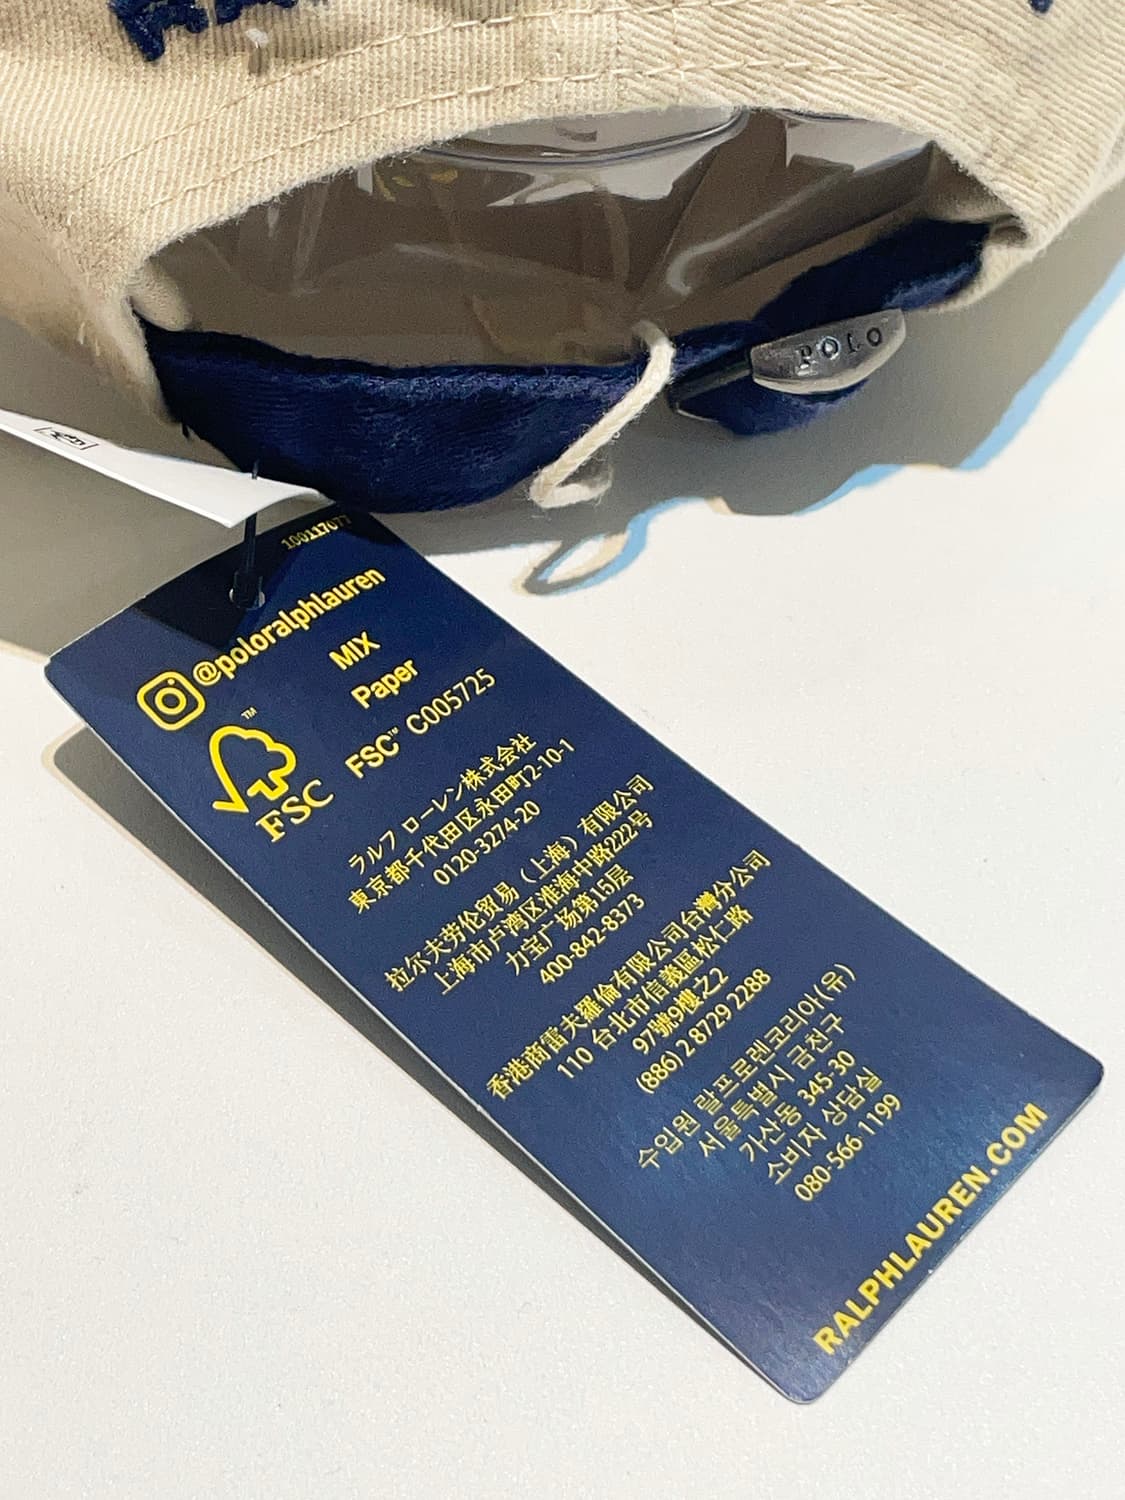 POLO
100117077
@poloralphlauren
MIX
Paper
FSC™ C005725
™
FSC
ラルフ ローレン株式会社
東京都千代田区永田町2-10-1
0120-3274-20
拉尔夫劳伦贸易（上海）有限公司
上海市卢湾区淮海中路222号
力宝广场第15层
400-842-8373
香港商雷夫羅倫有限公司台灣分公司
110 台北市信義區松仁路
97號9樓之2
(886) 2 8729 2288
수입원 랄프로렌코리아(유)
서울특별시 금천구
가산동 345-30
소비자 상담실
080-566-1199
RALPHLAUREN.COM